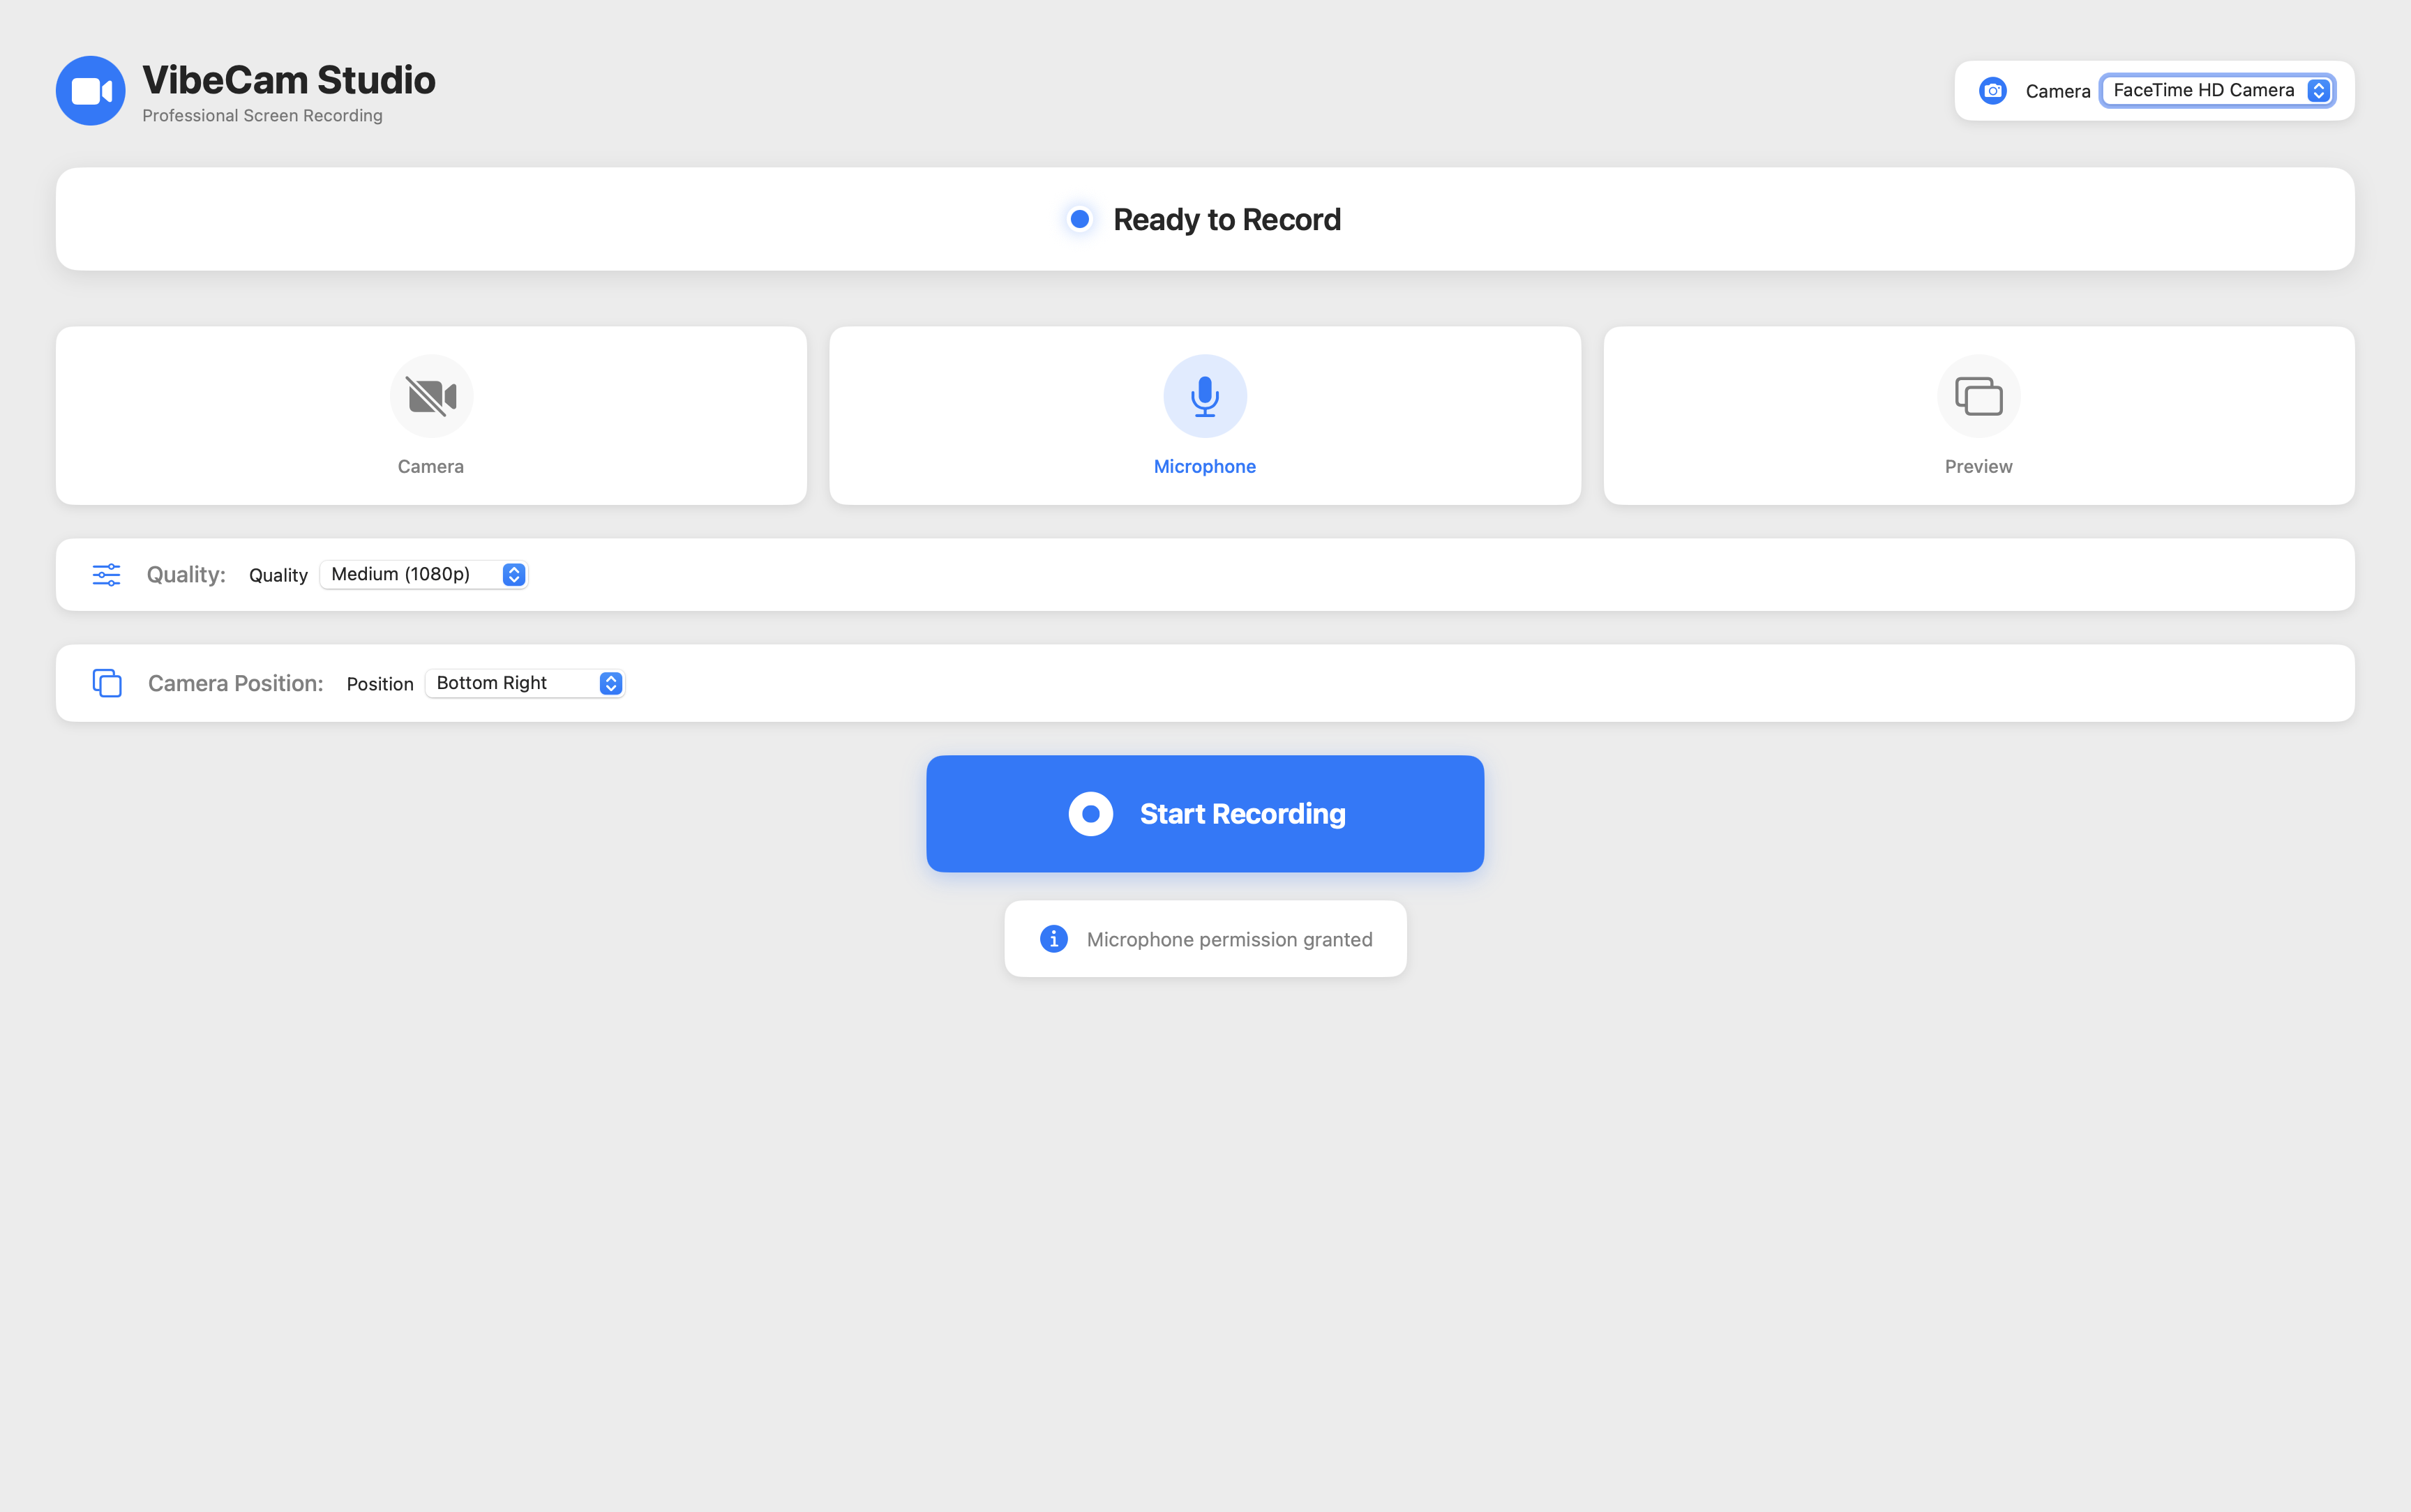 VibeCam Studio
Professional Screen Recording
Camera FaceTime HD Camera
Ready to Record
Camera
Microphone
Preview
Quality: Quality Medium (1080p)
Camera Position: Position Bottom Right
Start Recording
Microphone permission granted